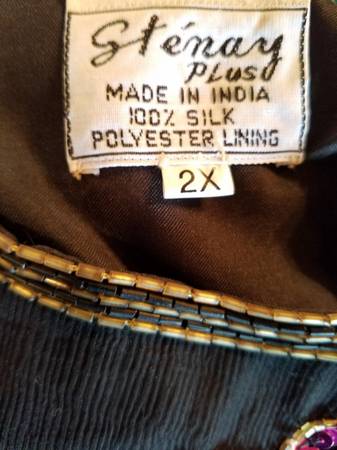 Sténay
PLUS
MADE IN INDIA
100% SILK
POLYESTER LINING
2X